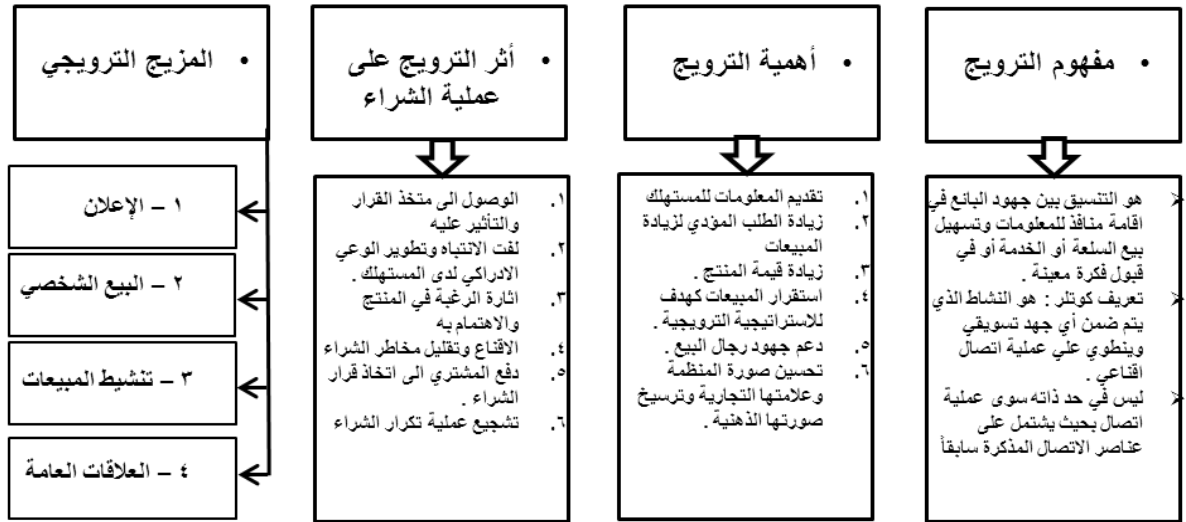 • مفهوم الترويج
هو التنسيق بين جهود البائع في
اقامة منافذ للمعلومات وتسهيل
بيع السلعة أو الخدمة أو في
قبول فكرة معينة .
تعريف كوتلر : هو النشاط الذي
يتم ضمن أي جهد تسويقي
وينطوي علي عملية اتصال
اقناعي .
ليس في حد ذاته سوى عملية
اتصال بحيث يشتمل على
عناصر الاتصال المذكرة سابقاً
• أهمية الترويج
١. تقديم المعلومات للمستهلك
٢. زيادة الطلب المؤدي لزيادة
المبيعات
٣. زيادة قيمة المنتج .
٤. استقرار المبيعات كهدف
للاستراتيجية الترويجية .
٥. دعم جهود رجال البيع .
٦. تحسين صورة المنظمة
وعلامتها التجارية وترسيخ
صورتها الذهنية .
• أثر الترويج على
عملية الشراء
١. الوصول الى متخذ القرار
والتأثير عليه
٢. لفت الانتباه وتطوير الوعي
الادراكي لدى المستهلك .
٣. اثارة الرغبة في المنتج
والاهتمام به
٤. الاقناع وتقليل مخاطر الشراء
٥. دفع المشتري الى اتخاذ قرار
الشراء .
٦. تشجيع عملية تكرار الشراء
• المزيج الترويجي
١ – الإعلان
٢ – البيع الشخصي
٣ – تنشيط المبيعات
٤ – العلاقات العامة